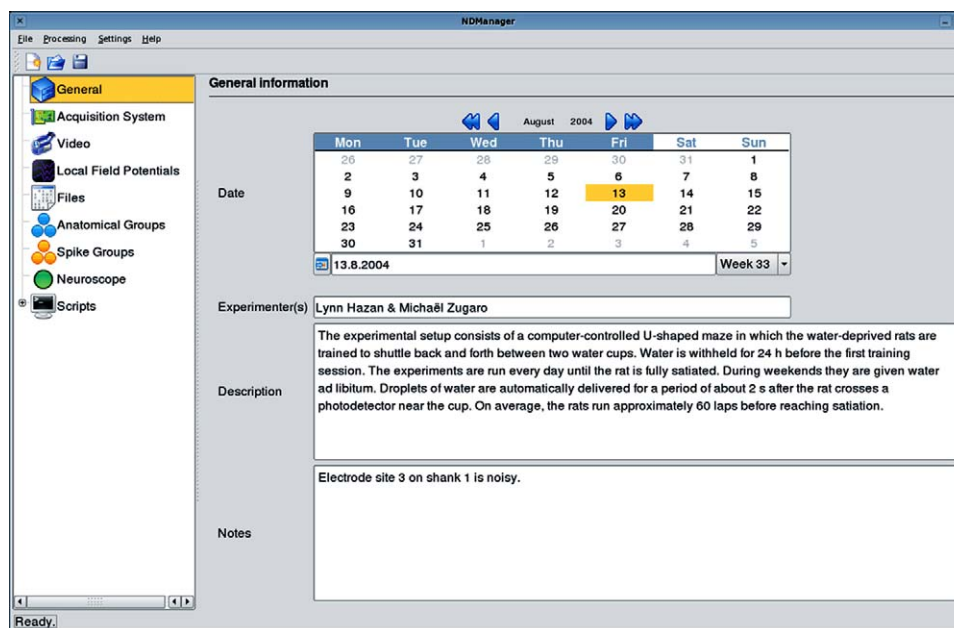 NDManager
File Processing Settings Help
General
Acquisition System
Video
Local Field Potentials
Files
Anatomical Groups
Spike Groups
Neuroscope
Scripts
General information
August 2004
Mon Tue Wed Thu Fri Sat Sun
26 27 28 29 30 31 1
2 3 4 5 6 7 8
Date
9 10 11 12 13 14 15
16 17 18 19 20 21 22
23 24 25 26 27 28 29
30 31 1 2 3 4 5
13.8.2004 Week 33
Experimenter(s) Lynn Hazan & Michaël Zugaro
Description
The experimental setup consists of a computer-controlled U-shaped maze in which the water-deprived rats are
trained to shuttle back and forth between two water cups. Water is withheld for 24 h before the first training
session. The experiments are run every day until the rat is fully satiated. During weekends they are given water
ad libitum. Droplets of water are automatically delivered for a period of about 2 s after the rat crosses a
photodetector near the cup. On average, the rats run approximately 60 laps before reaching satiation.
Notes
Electrode site 3 on shank 1 is noisy.
Ready.